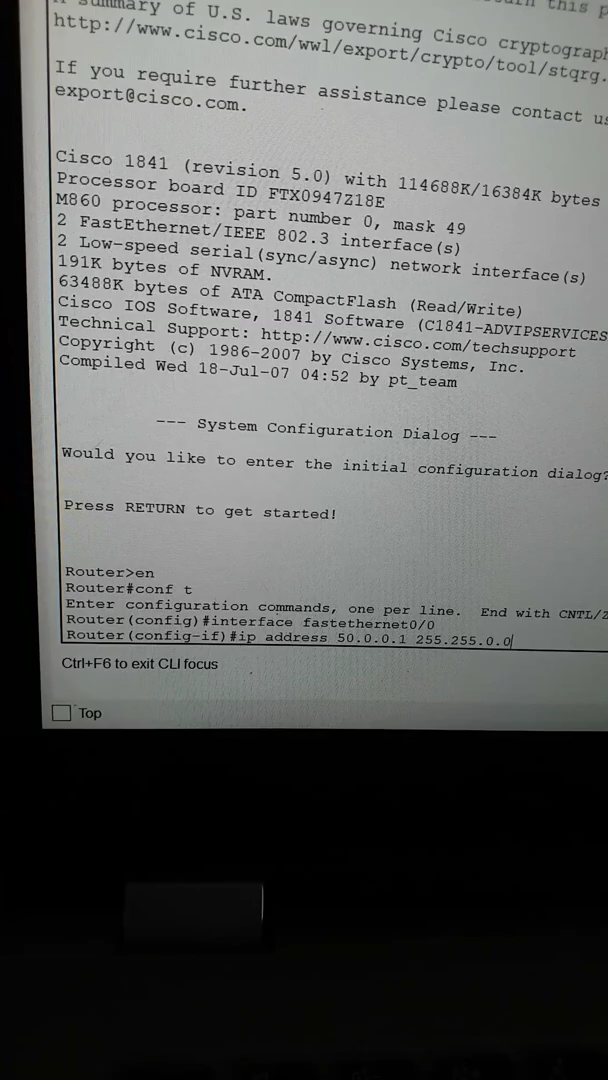 summary of U.S. laws governing Cisco cryptograph
http://www.cisco.com/wwl/export/crypto/tool/stqrg.
If you require further assistance please contact us
export@cisco.com.
Cisco 1841 (revision 5.0) with 114688K/16384K bytes
Processor board ID FTX0947Z18E
M860 processor: part number 0, mask 49
2 FastEthernet/IEEE 802.3 interface(s)
2 Low-speed serial(sync/async) network interface(s)
191K bytes of NVRAM.
63488K bytes of ATA CompactFlash (Read/Write)
Cisco IOS Software, 1841 Software (C1841-ADVIPSERVICES
Technical Support: http://www.cisco.com/techsupport
Copyright (c) 1986-2007 by Cisco Systems, Inc.
Compiled Wed 18-Jul-07 04:52 by pt_team
--- System Configuration Dialog ---
Would you like to enter the initial configuration dialog?
Press RETURN to get started!
Router>en
Router#conf t
Enter configuration commands, one per line. End with CNTL/Z
Router(config)#interface fastethernet0/0
Router(config-if)#ip address 50.0.0.1 255.255.0.0
Ctrl+F6 to exit CLI focus
Top